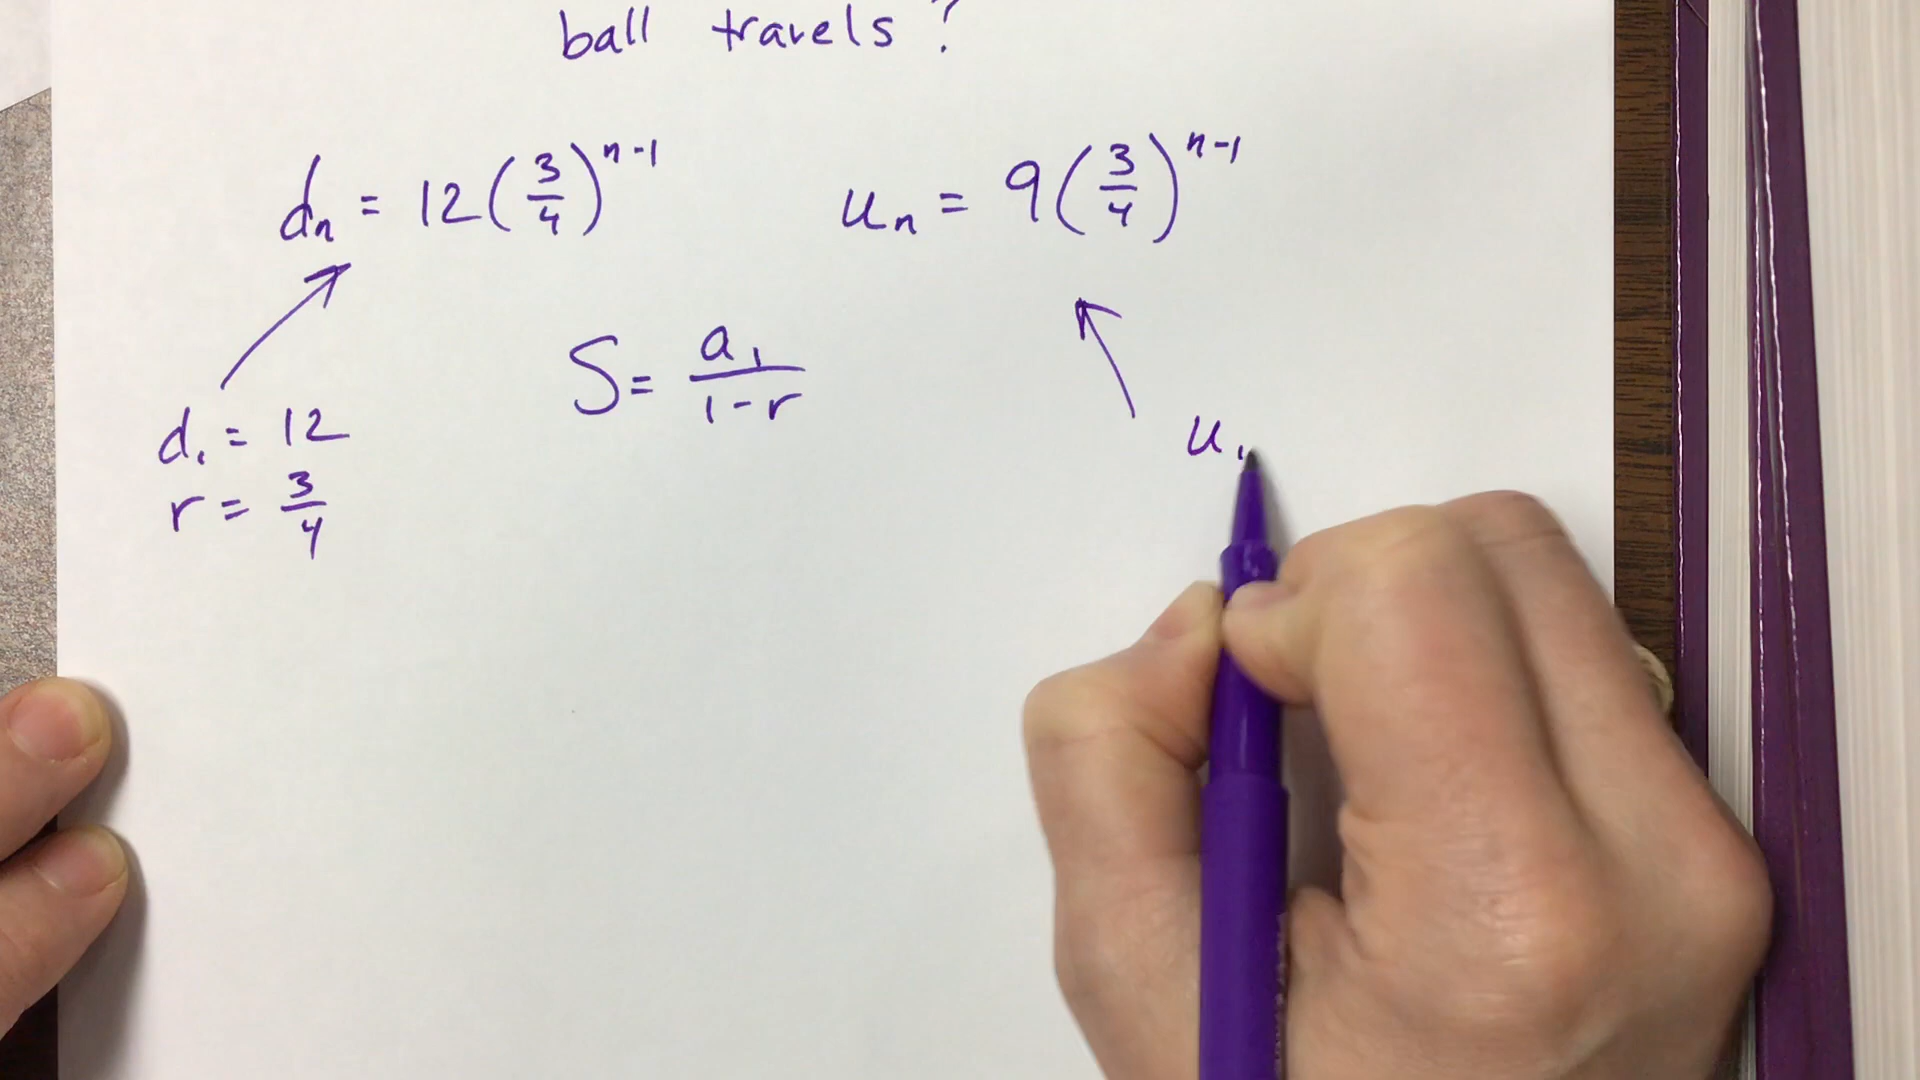 ball travels?
dₙ = 12(3/4)ⁿ⁻¹
uₙ = 9(3/4)ⁿ⁻¹
S = a₁/(1-r)
d₁ = 12
r = 3/4
u₁